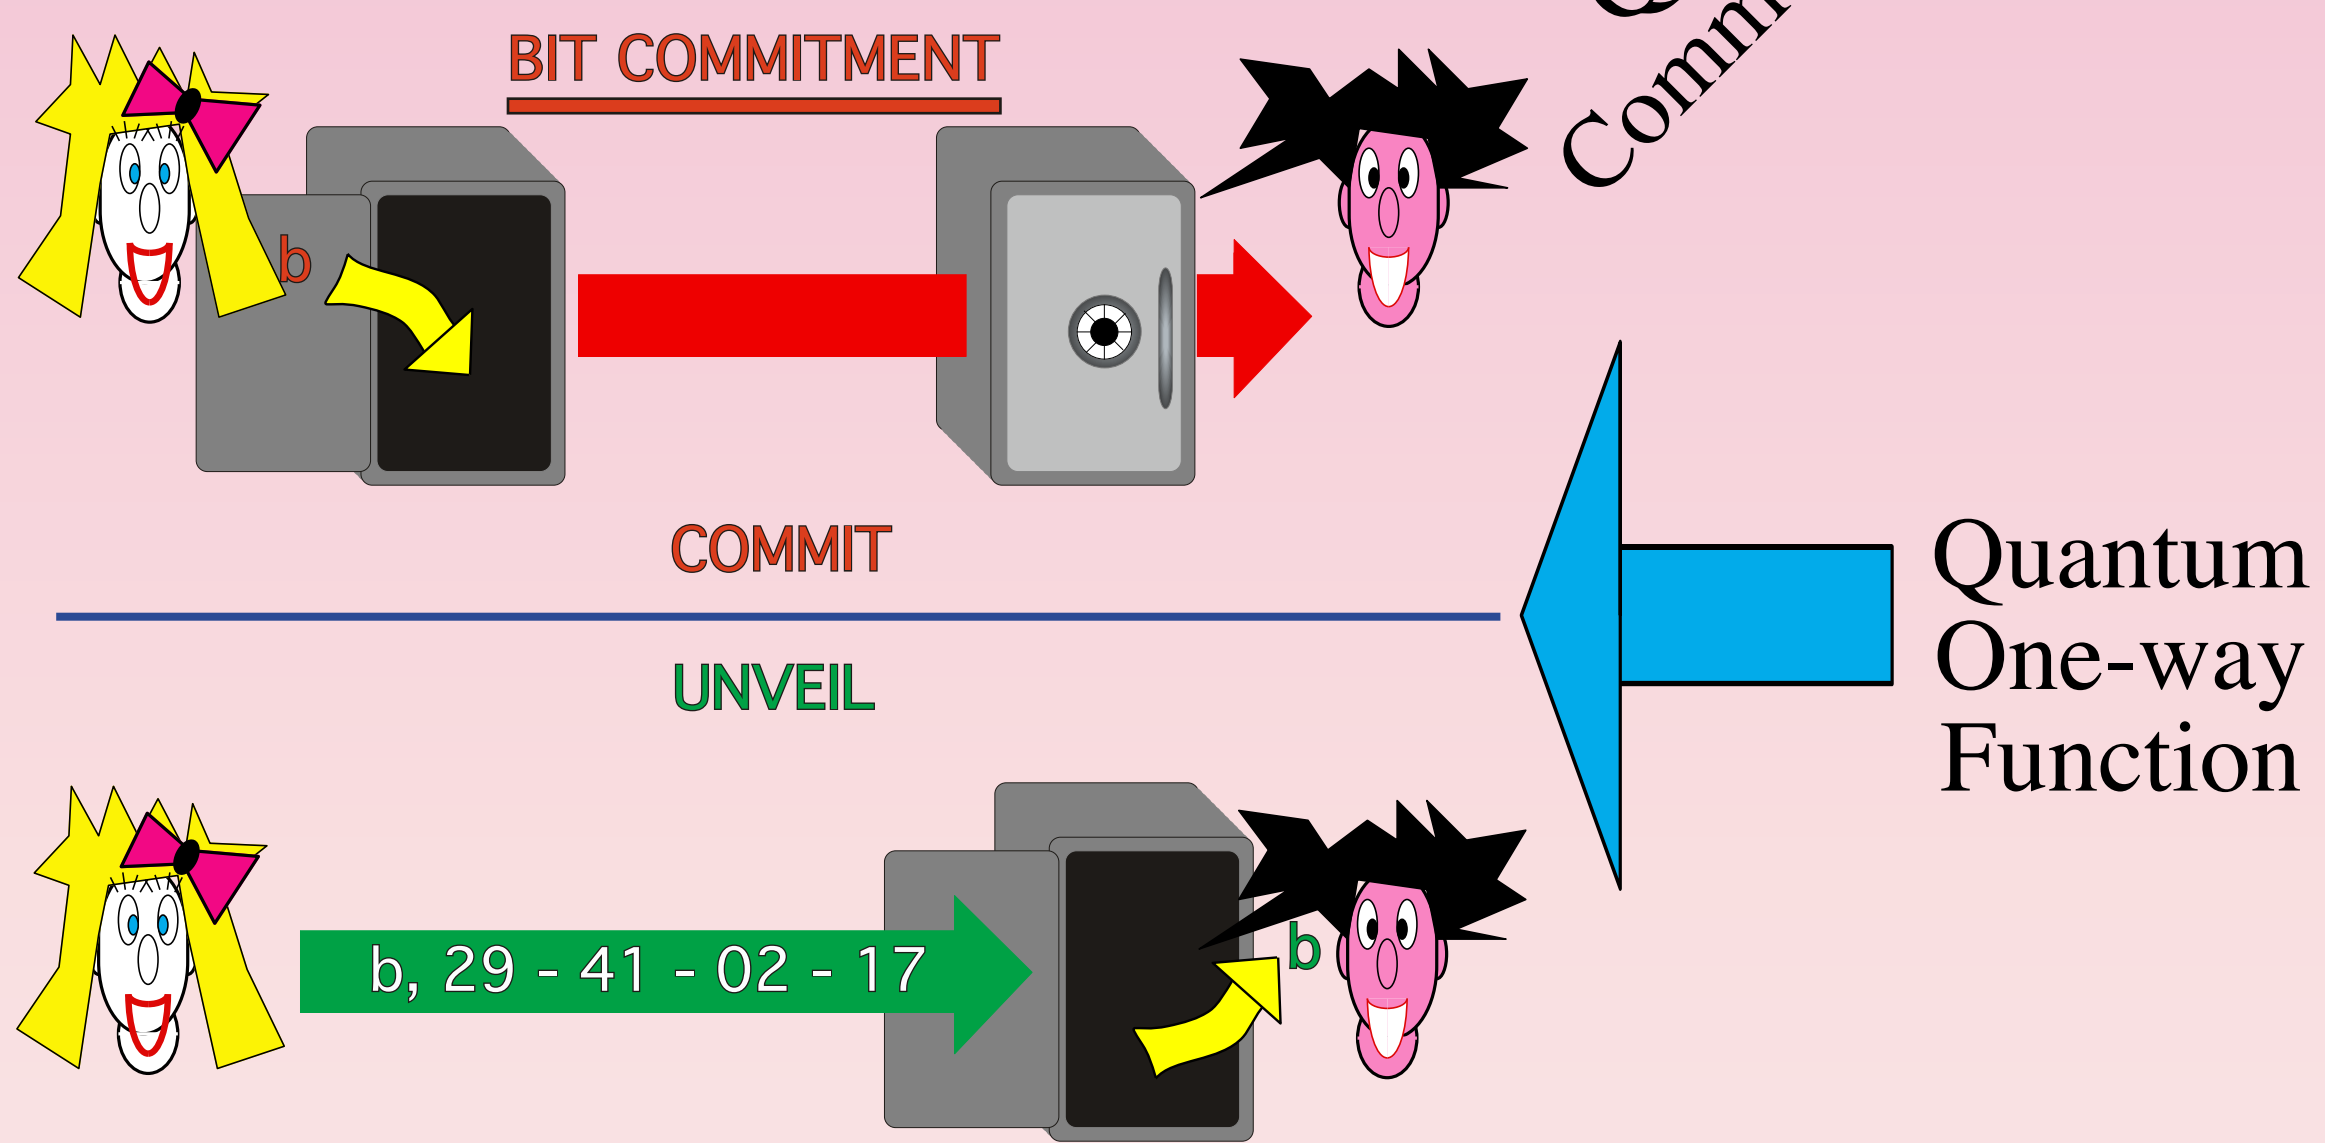 BIT COMMITMENT
b
COMMIT
UNVEIL
b, 29 - 41 - 02 - 17
b
Quantum
One-way
Function